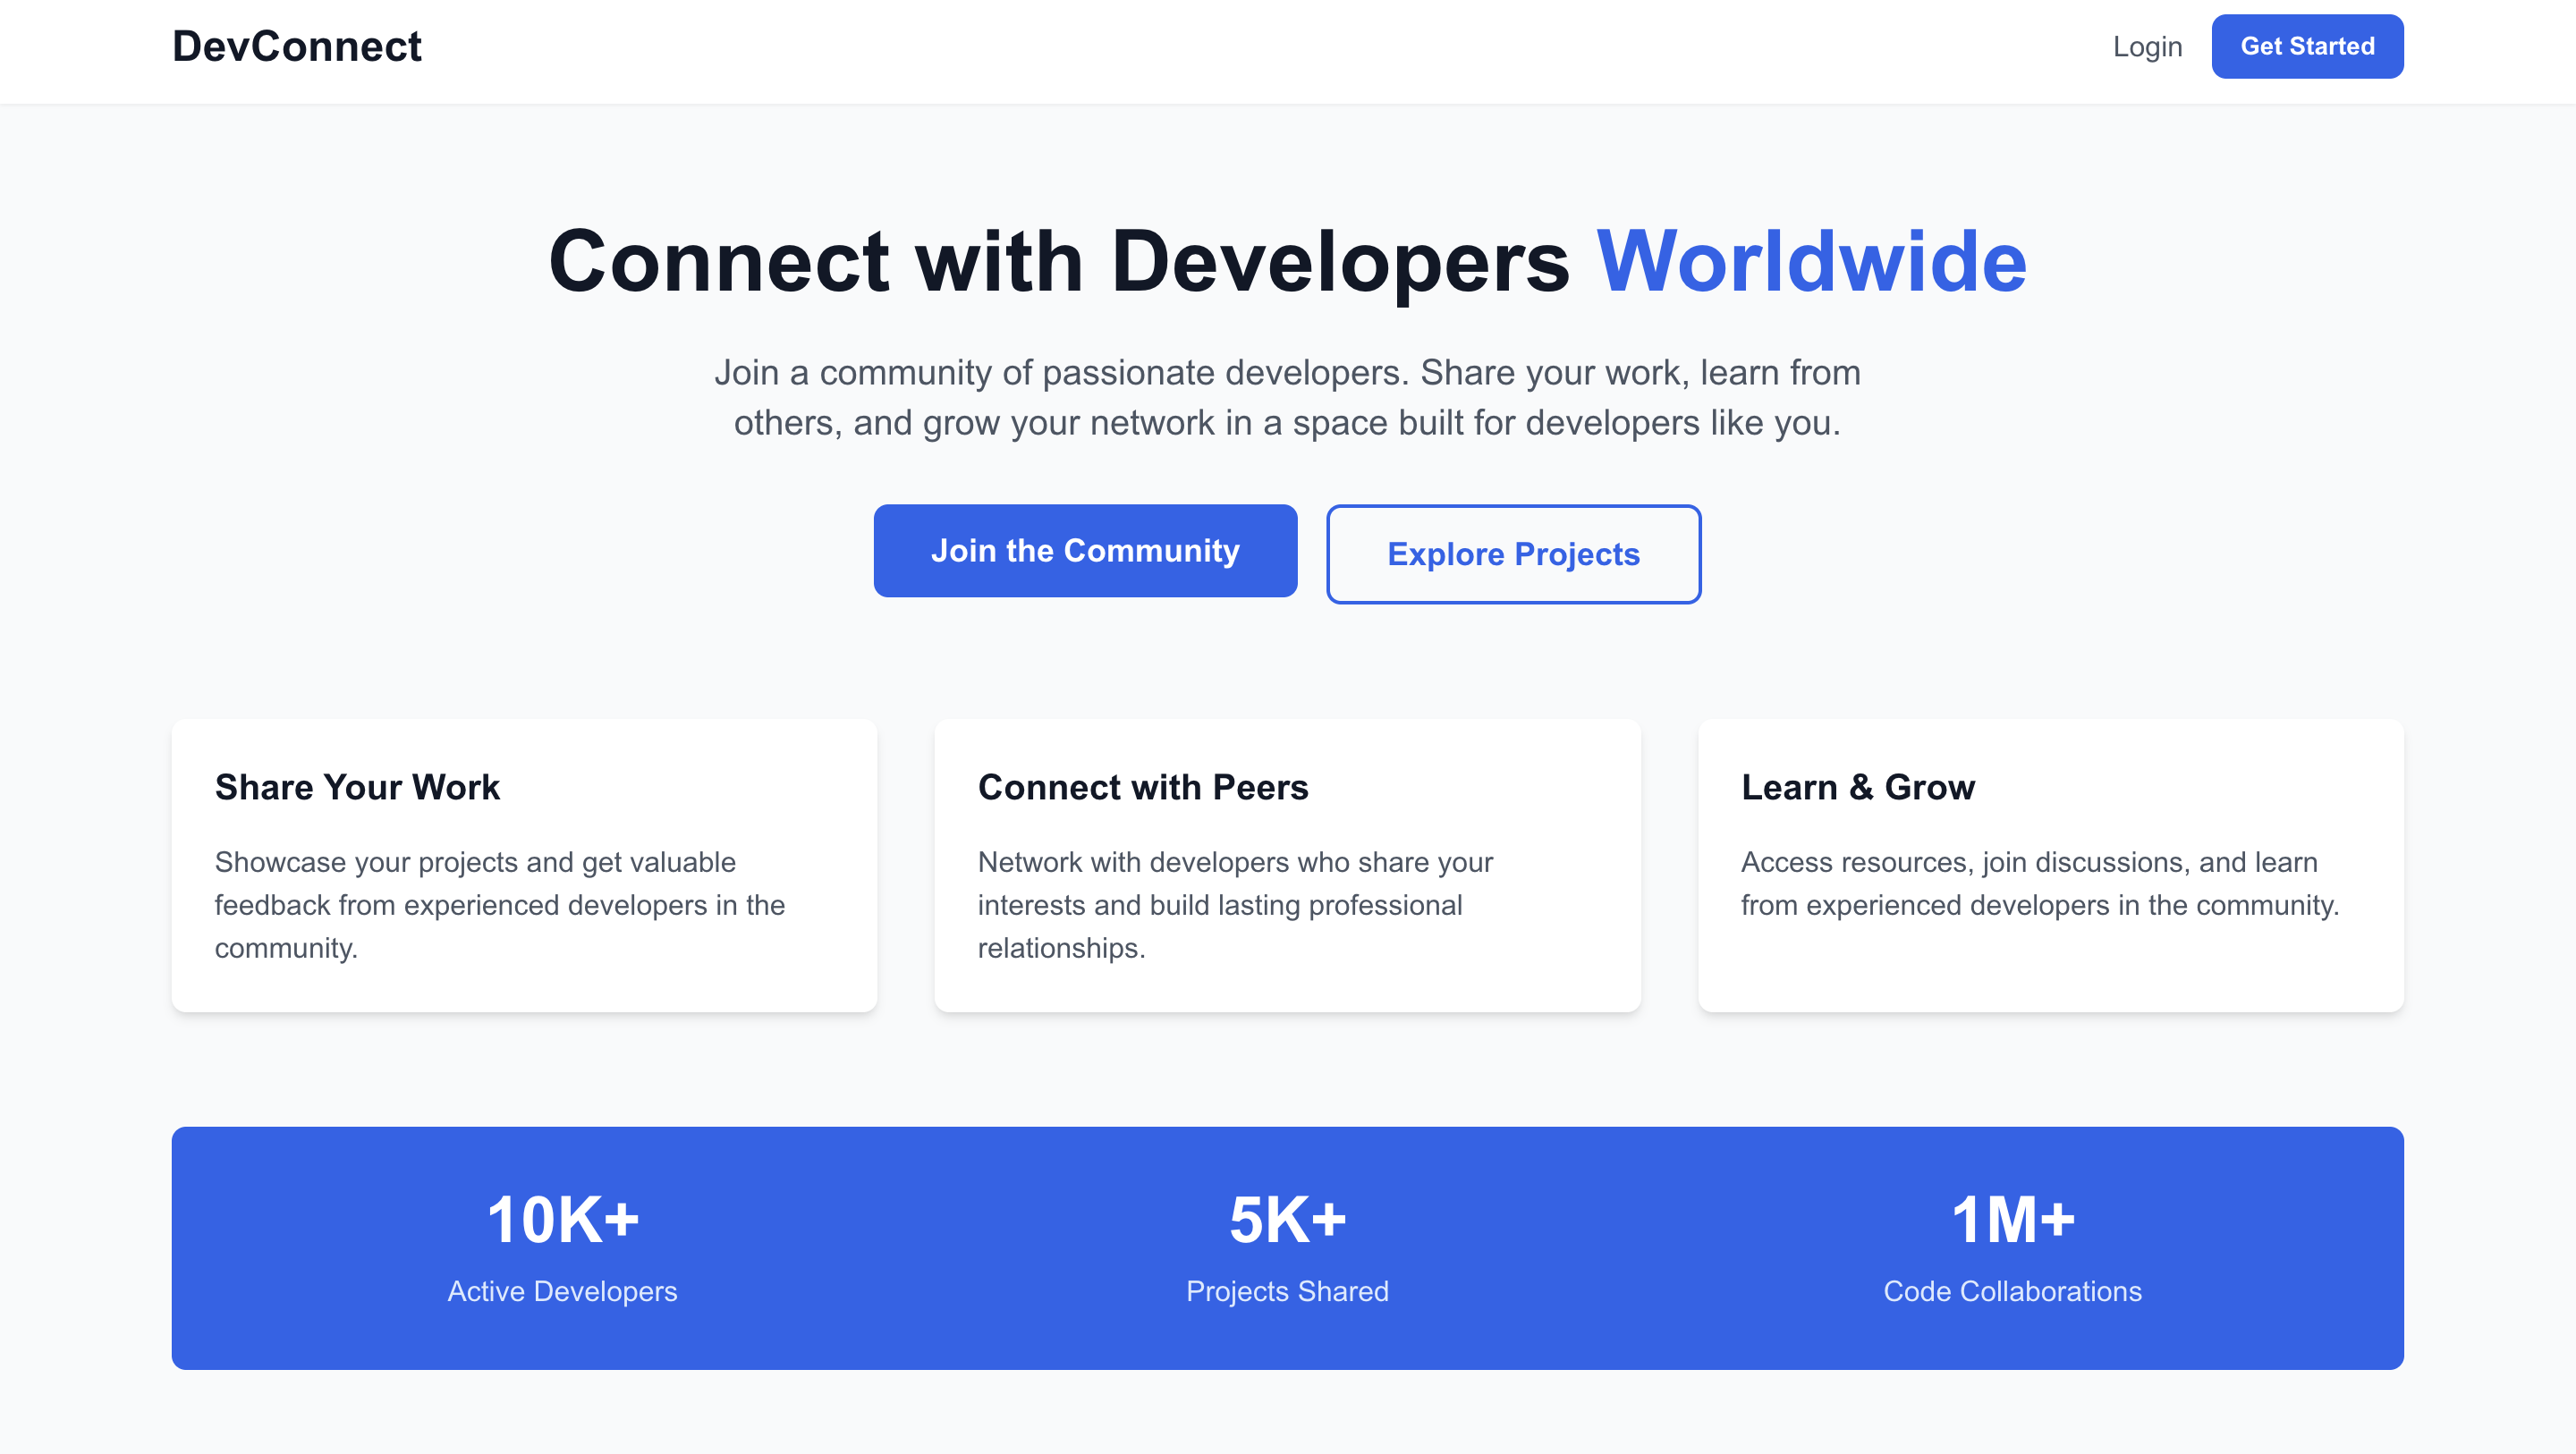 DevConnect
Login
Get Started
Connect with Developers Worldwide
Join a community of passionate developers. Share your work, learn from
others, and grow your network in a space built for developers like you.
Join the Community
Explore Projects
Share Your Work
Showcase your projects and get valuable
feedback from experienced developers in the
community.
Connect with Peers
Network with developers who share your
interests and build lasting professional
relationships.
Learn & Grow
Access resources, join discussions, and learn
from experienced developers in the community.
10K+
Active Developers
5K+
Projects Shared
1M+
Code Collaborations